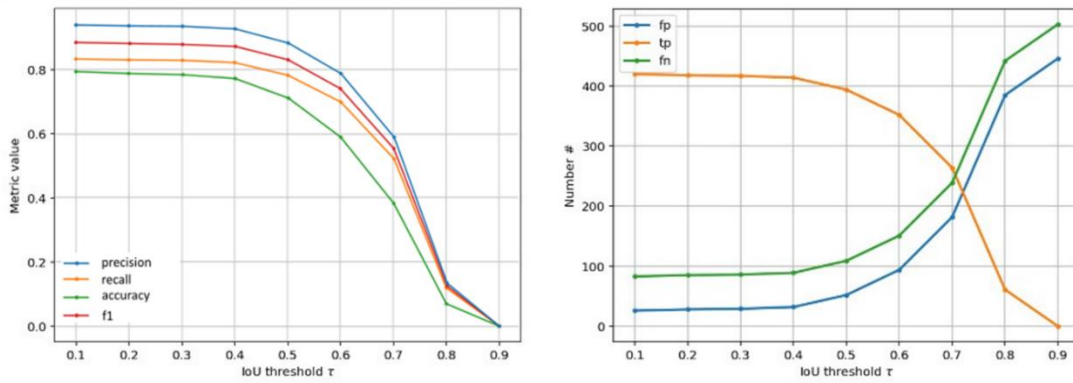 Metric value
0.8
0.6
0.4
0.2
0.0
precision
recall
accuracy
f1
0.1 0.2 0.3 0.4 0.5 0.6 0.7 0.8 0.9
IoU threshold τ
Number #
500
400
300
200
100
0
fp
tp
fn
0.1 0.2 0.3 0.4 0.5 0.6 0.7 0.8 0.9
IoU threshold τ